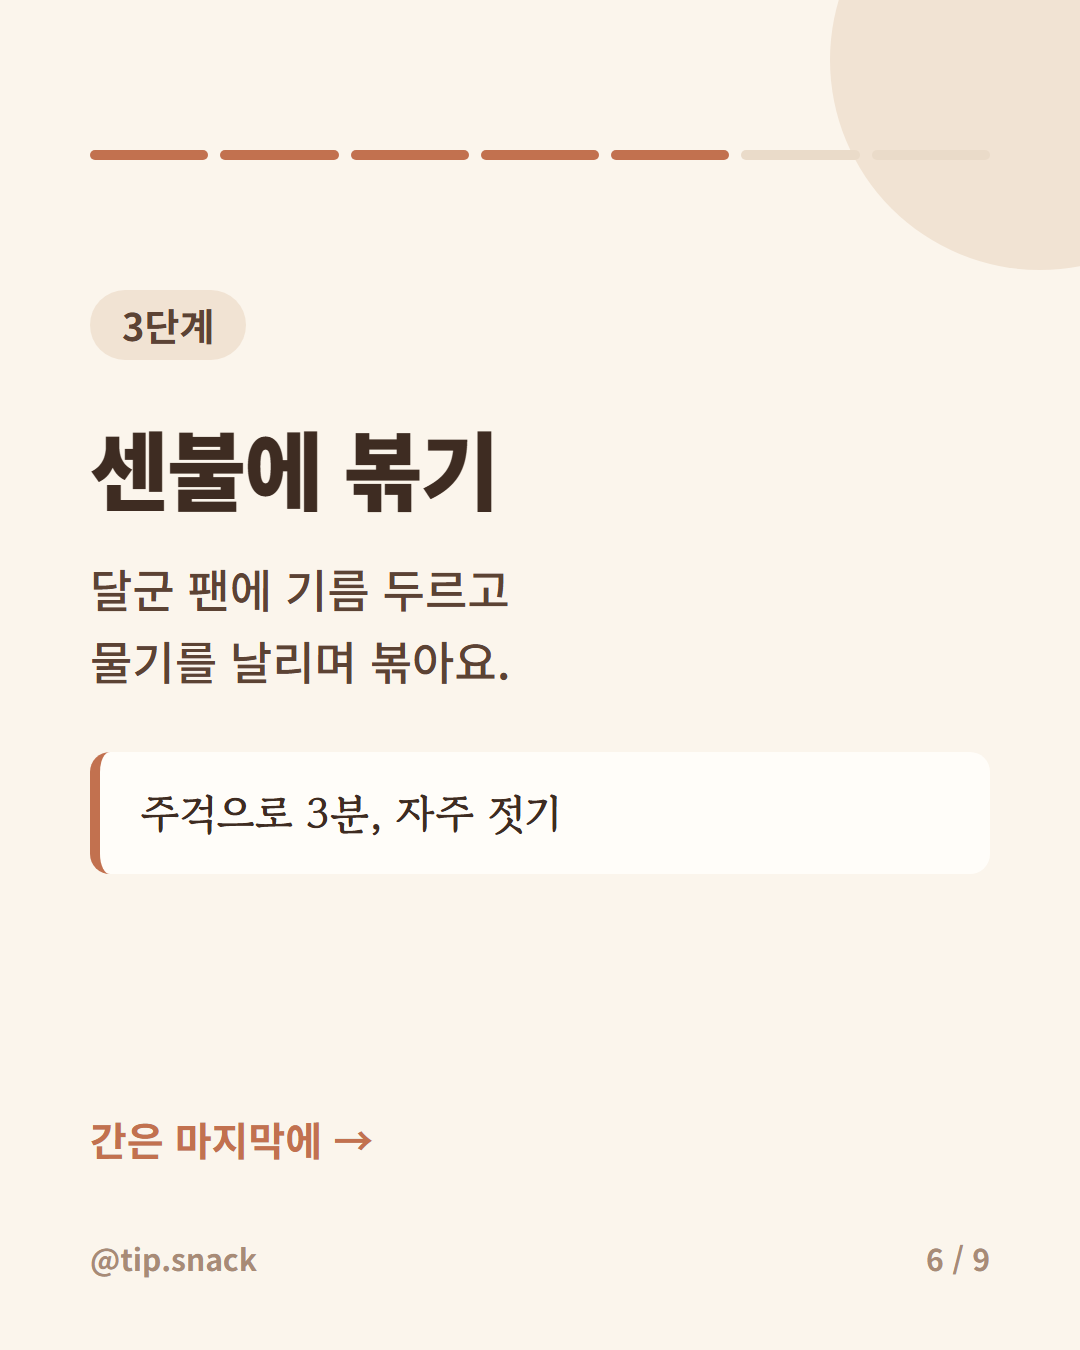 3단계
센불에 볶기
달군 팬에 기름 두르고
물기를 날리며 볶아요.
주걱으로 3분, 자주 젓기
간은 마지막에 →
@tip.snack
6 / 9